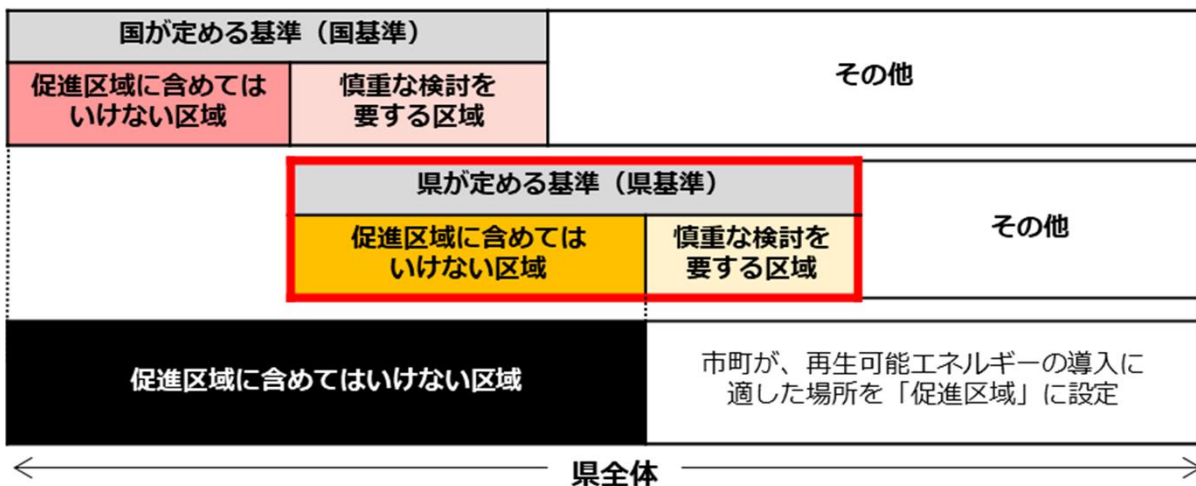 国が定める基準（国基準）
促進区域に含めては
いけない区域
慎重な検討を
要する区域
その他
県が定める基準（県基準）
促進区域に含めては
いけない区域
慎重な検討を
要する区域
その他
促進区域に含めてはいけない区域
市町が、再生可能エネルギーの導入に
適した場所を「促進区域」に設定
県全体